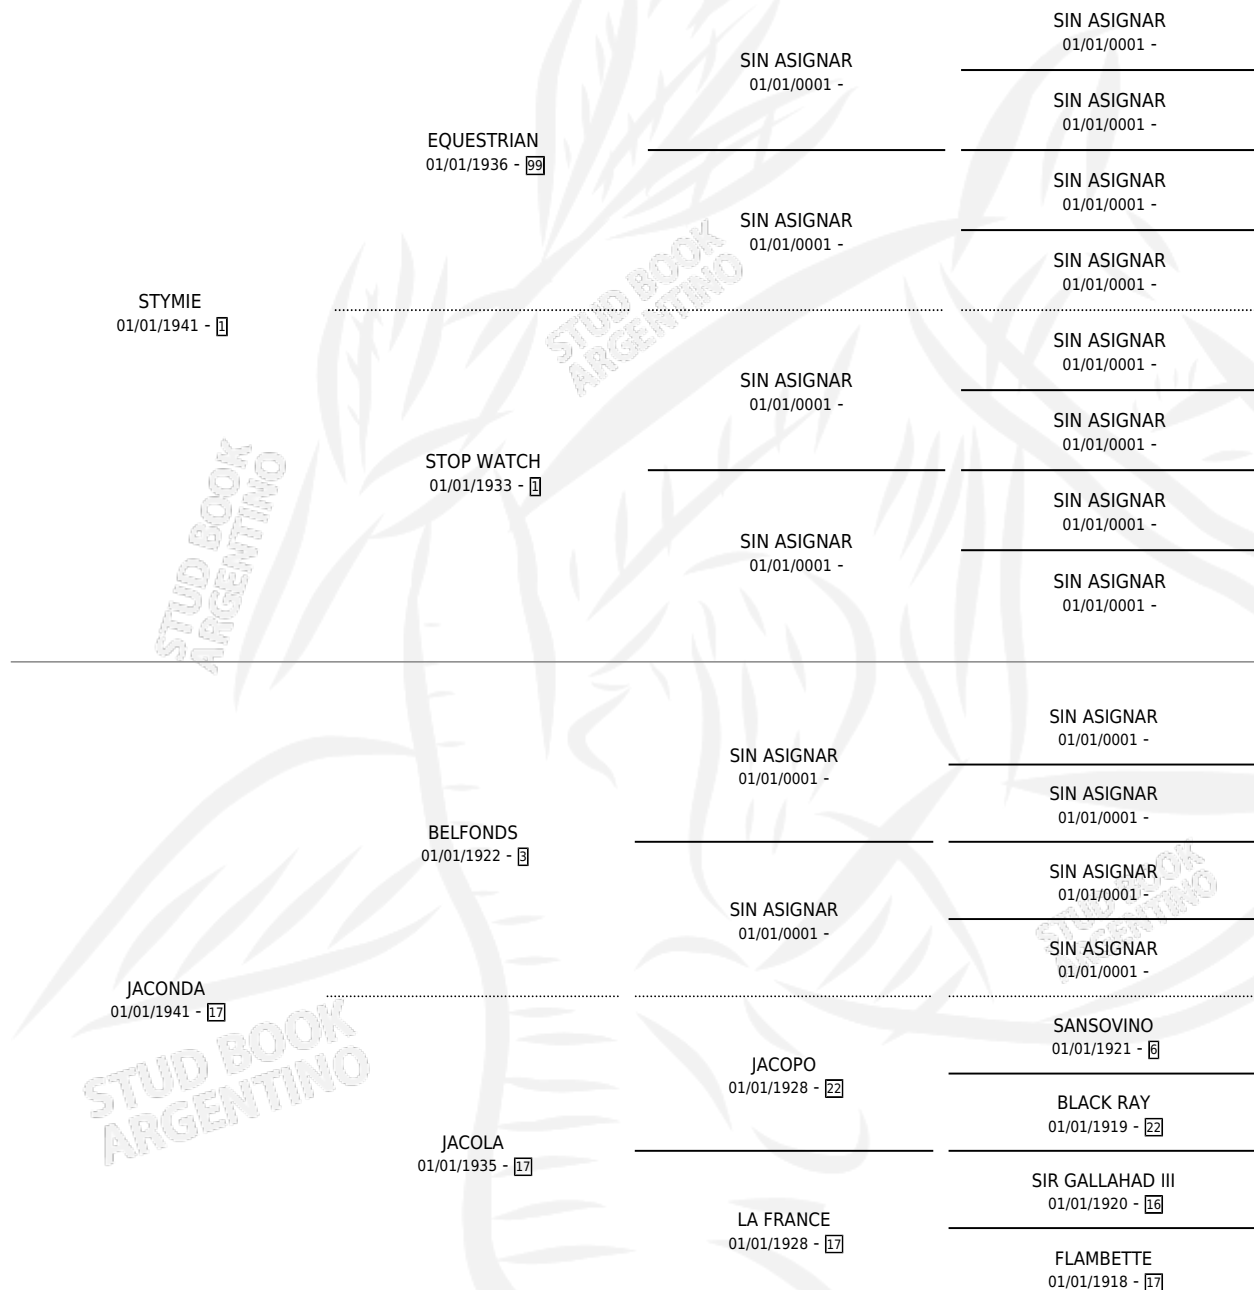 STYMIE
01/01/1941 - 1
EQUESTRIAN
01/01/1936 - 99
SIN ASIGNAR
01/01/0001 -
SIN ASIGNAR
01/01/0001 -
SIN ASIGNAR
01/01/0001 -
SIN ASIGNAR
01/01/0001 -
SIN ASIGNAR
01/01/0001 -
SIN ASIGNAR
01/01/0001 -
STOP WATCH
01/01/1933 - 1
SIN ASIGNAR
01/01/0001 -
SIN ASIGNAR
01/01/0001 -
SIN ASIGNAR
01/01/0001 -
SIN ASIGNAR
01/01/0001 -
SIN ASIGNAR
01/01/0001 -
SIN ASIGNAR
01/01/0001 -
JACONDA
01/01/1941 - 17
BELFONDS
01/01/1922 - 3
SIN ASIGNAR
01/01/0001 -
SIN ASIGNAR
01/01/0001 -
SIN ASIGNAR
01/01/0001 -
SIN ASIGNAR
01/01/0001 -
SIN ASIGNAR
01/01/0001 -
SIN ASIGNAR
01/01/0001 -
JACOLA
01/01/1935 - 17
JACOPO
01/01/1928 - 22
SANSOVINO
01/01/1921 - 6
BLACK RAY
01/01/1919 - 22
LA FRANCE
01/01/1928 - 17
SIR GALLAHAD III
01/01/1920 - 16
FLAMBETTE
01/01/1918 - 17
STUD BOOK
ARGENTINO
STUD BOOK
ARGENTINO
STUD BOOK
ARGENTINO
STUD BOOK
ARGENTINO